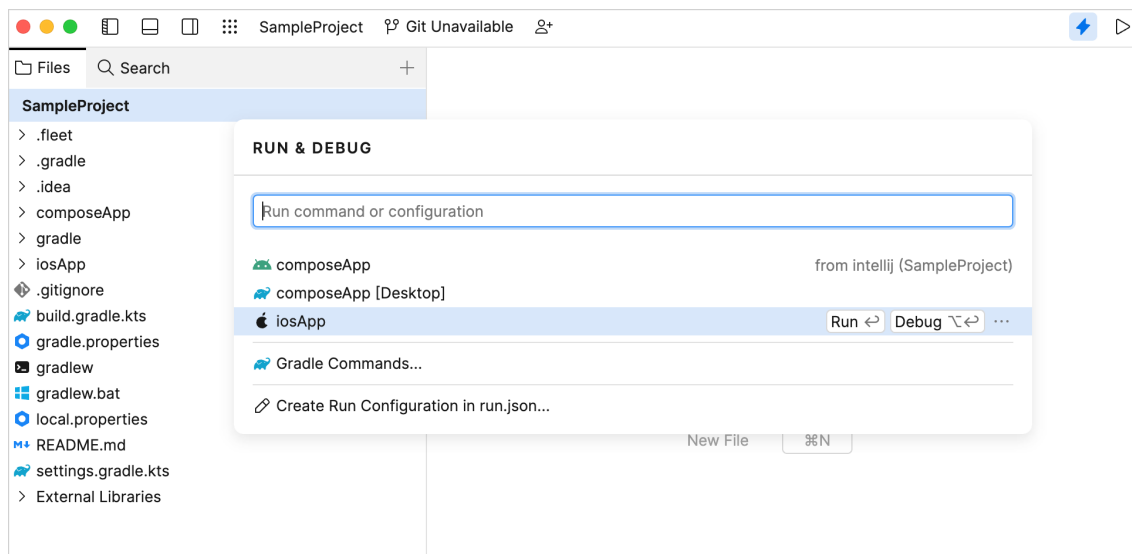 SampleProject
Git Unavailable
Files
Search
SampleProject
.fleet
.gradle
.idea
composeApp
gradle
iosApp
.gitignore
build.gradle.kts
gradle.properties
gradlew
gradlew.bat
local.properties
M↓ README.md
settings.gradle.kts
External Libraries
RUN & DEBUG
Run command or configuration
composeApp from intellij (SampleProject)
composeApp [Desktop]
iosApp Run ↩ Debug ⌥↩ ...
Gradle Commands...
Create Run Configuration in run.json...
New File ⌘N